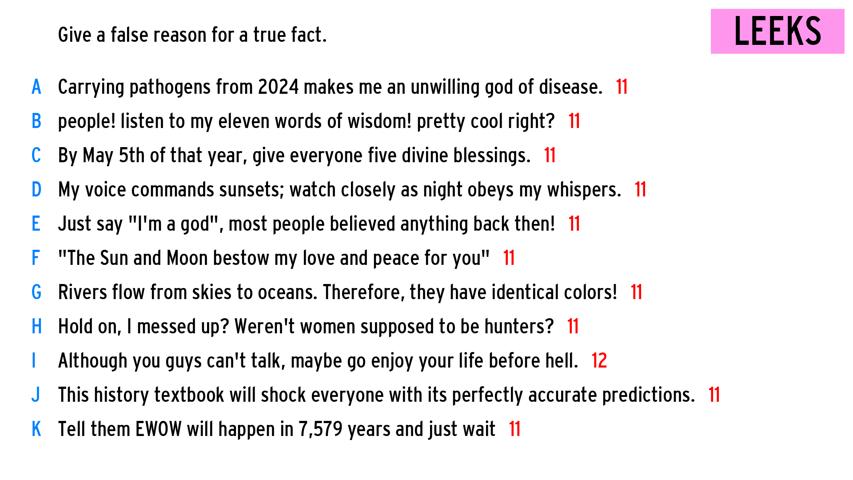 Give a false reason for a true fact.
LEEKS
A Carrying pathogens from 2024 makes me an unwilling god of disease. 11
B people! listen to my eleven words of wisdom! pretty cool right? 11
C By May 5th of that year, give everyone five divine blessings. 11
D My voice commands sunsets; watch closely as night obeys my whispers. 11
E Just say "I'm a god", most people believed anything back then! 11
F "The Sun and Moon bestow my love and peace for you" 11
G Rivers flow from skies to oceans. Therefore, they have identical colors! 11
H Hold on, I messed up? Weren't women supposed to be hunters? 11
I Although you guys can't talk, maybe go enjoy your life before hell. 12
J This history textbook will shock everyone with its perfectly accurate predictions. 11
K Tell them EWOW will happen in 7,579 years and just wait 11